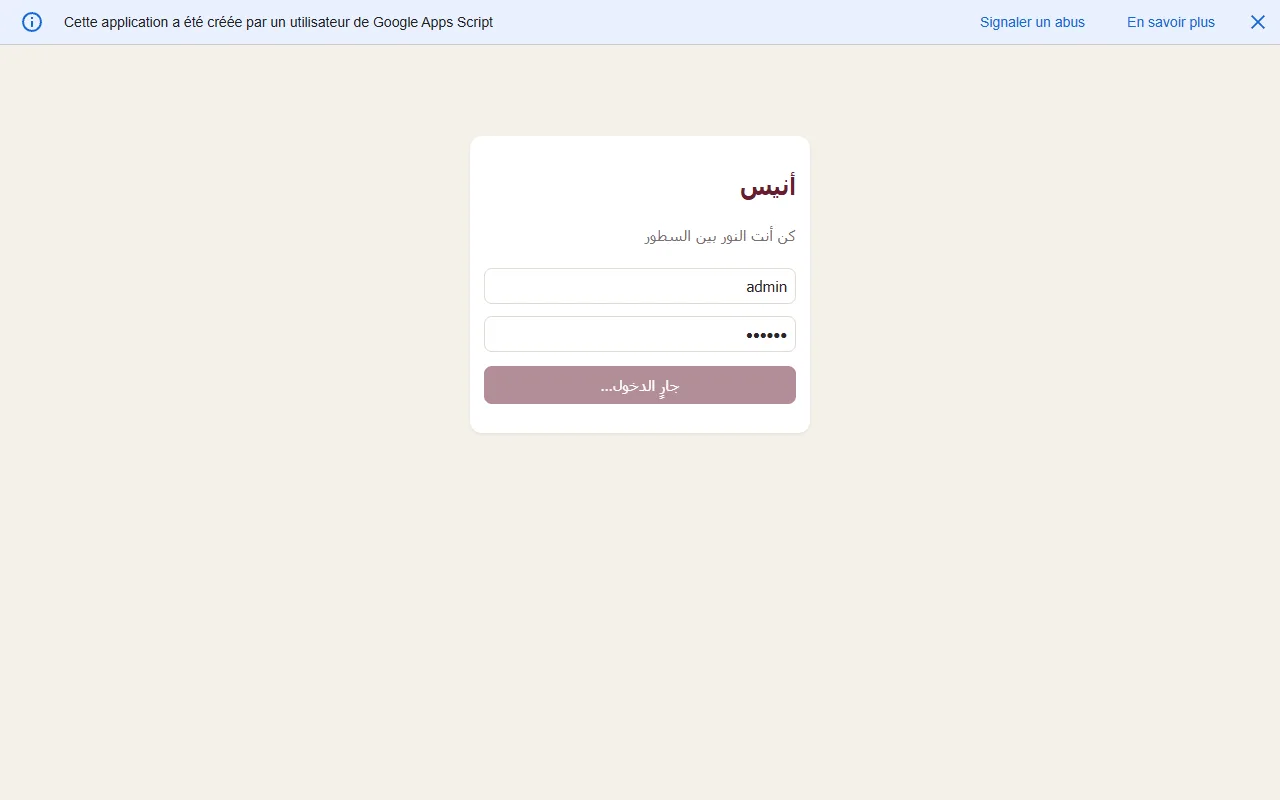 Cette application a été créée par un utilisateur de Google Apps Script
Signaler un abus
En savoir plus
أنيس
كن أنت النور بين السطور
admin
••••••
جارٍ الدخول...